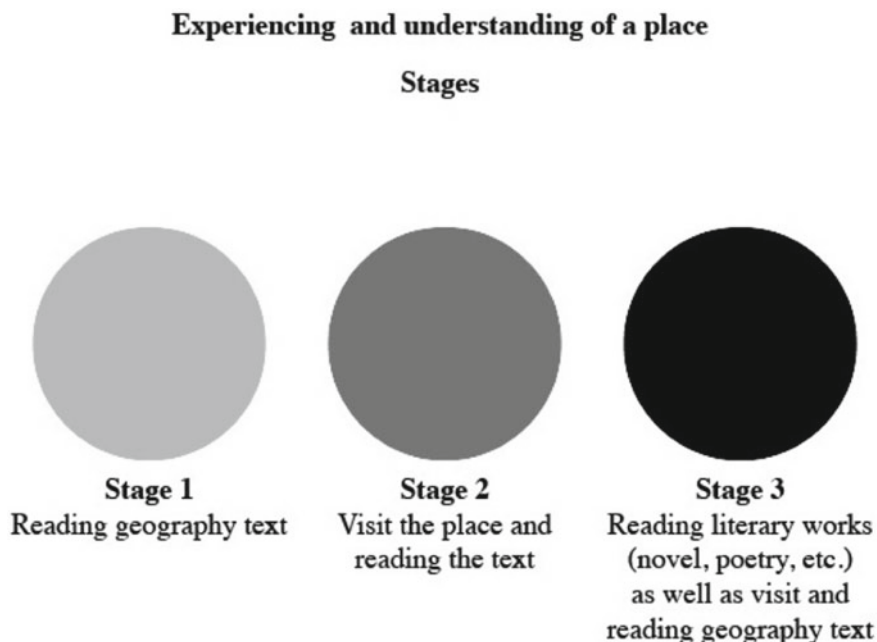 Experiencing and understanding of a place
Stages
Stage 1
Reading geography text
Stage 2
Visit the place and
reading the text
Stage 3
Reading literary works
(novel, poetry, etc.)
as well as visit and
reading geography text